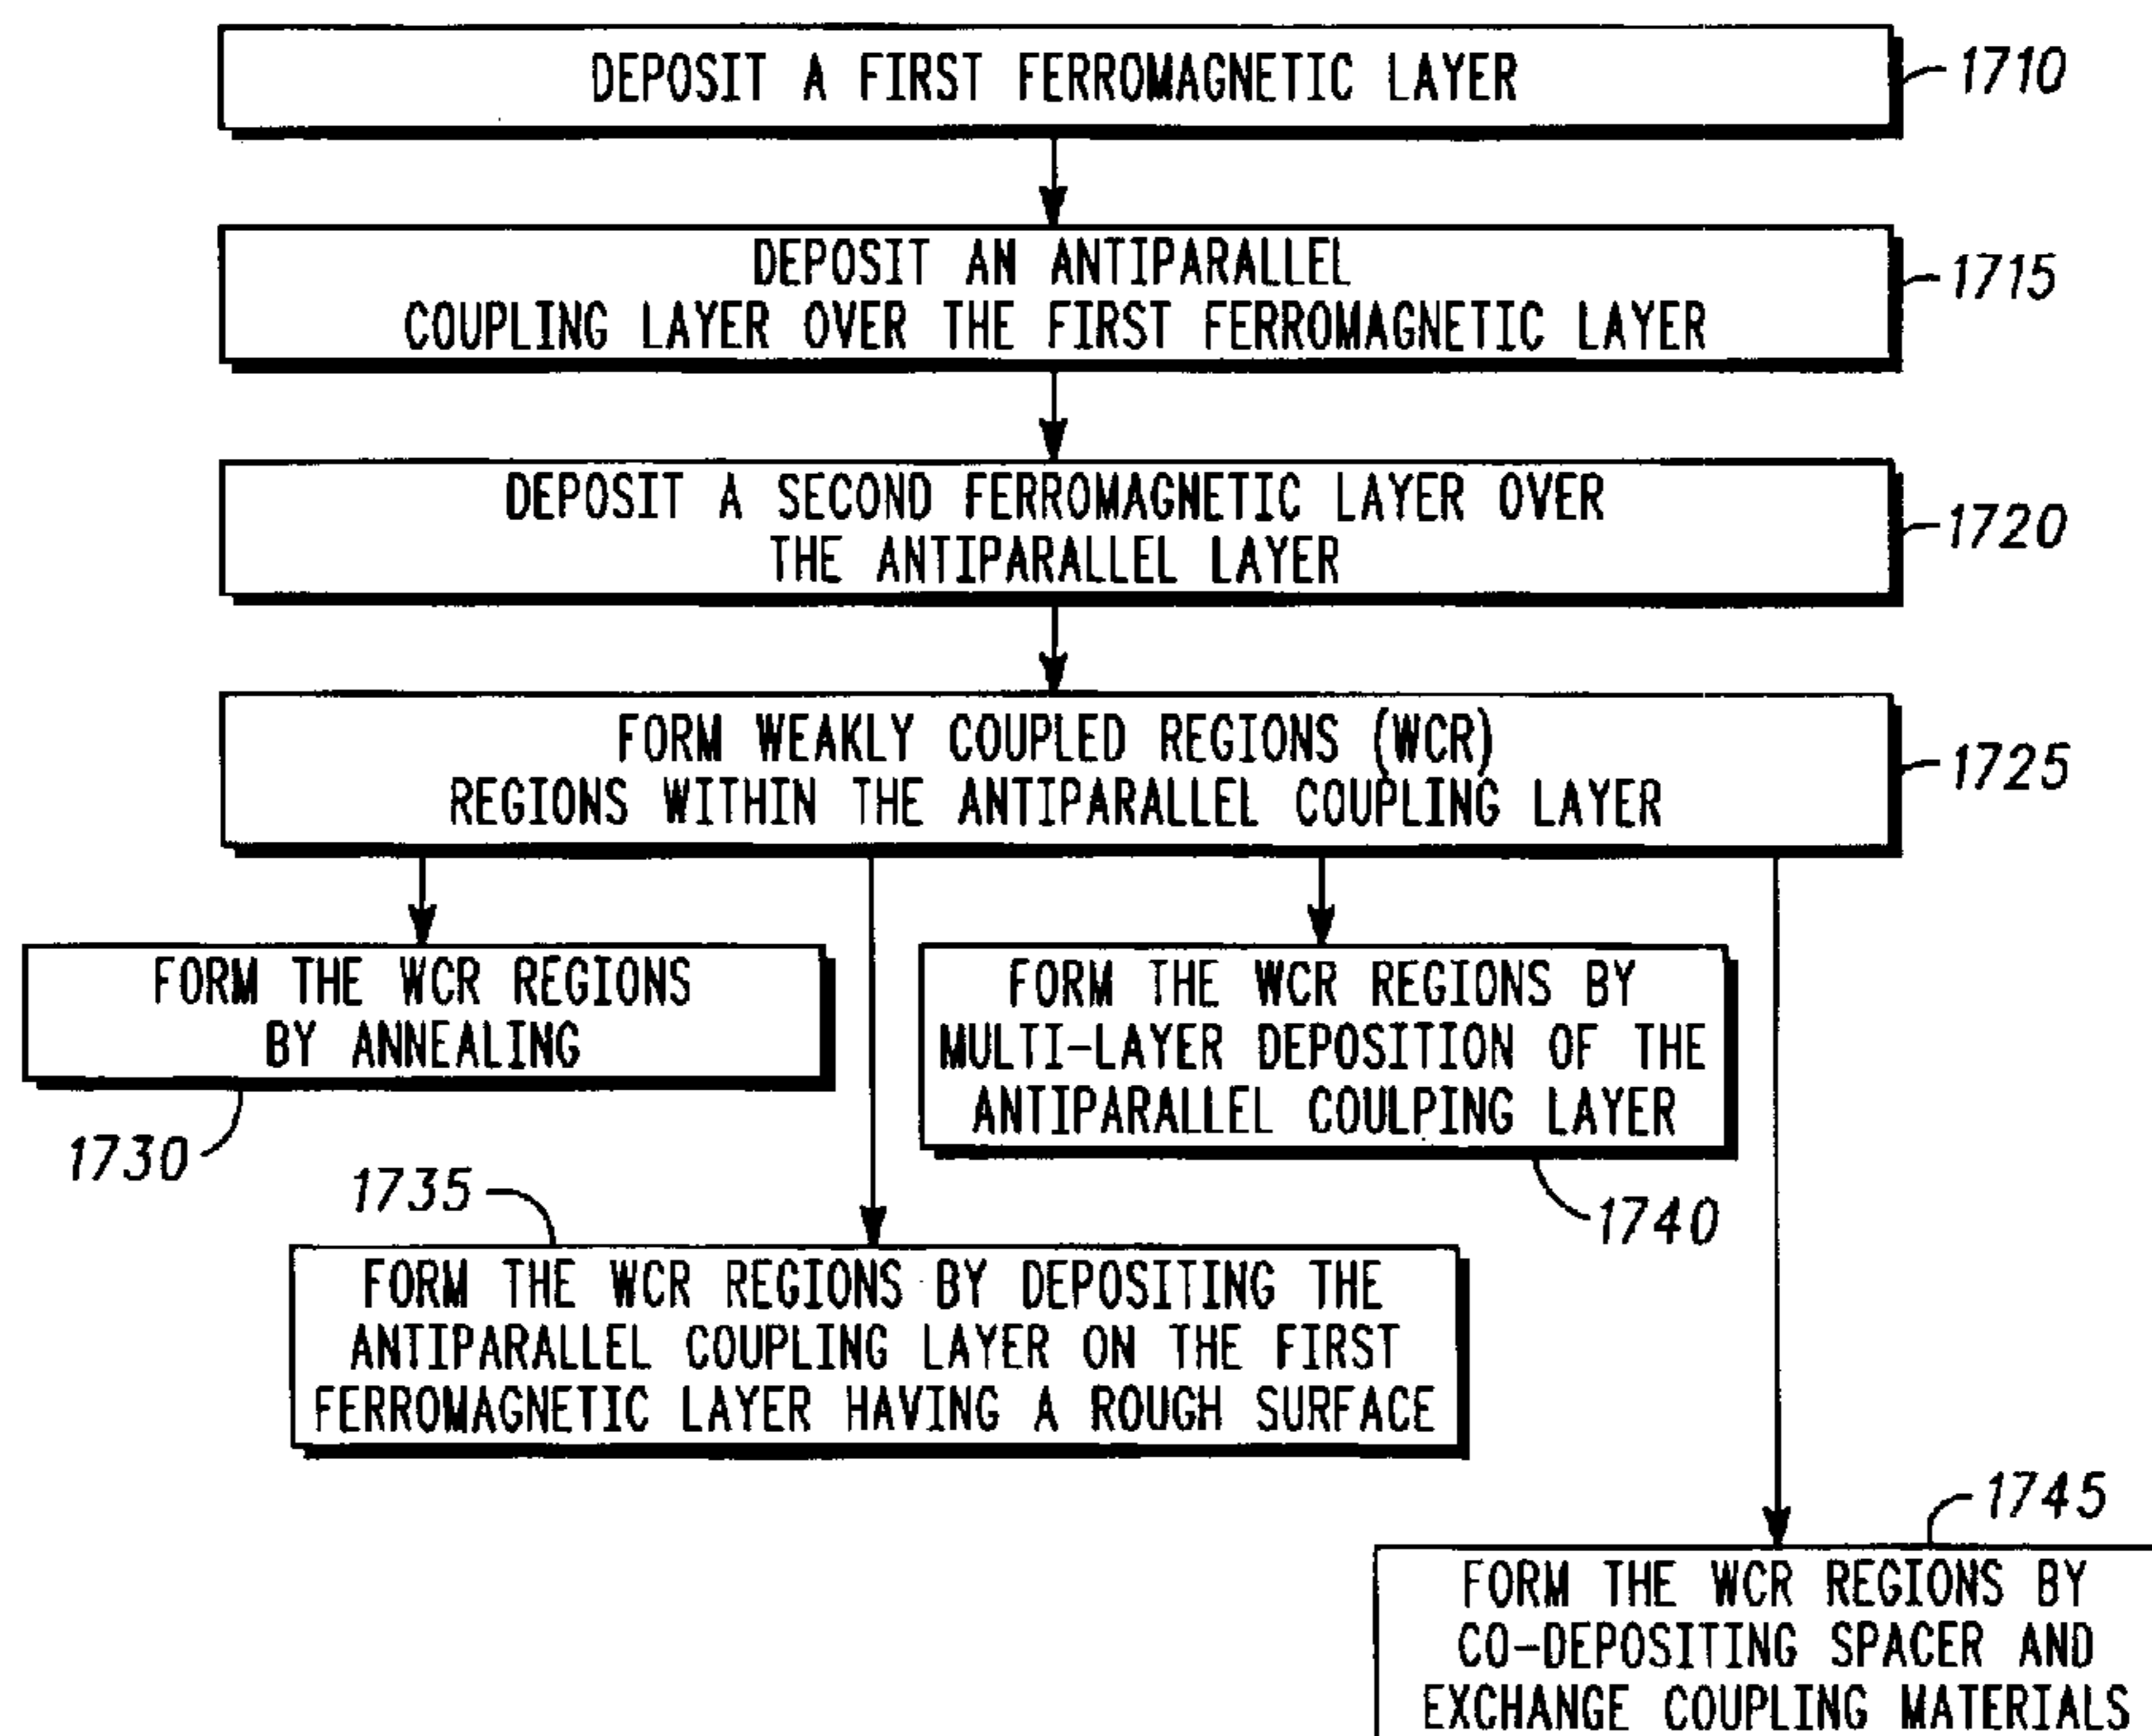 DEPOSIT A FIRST FERROMAGNETIC LAYER
1710
DEPOSIT AN ANTIPARALLEL
COUPLING LAYER OVER THE FIRST FERROMAGNETIC LAYER
1715
DEPOSIT A SECOND FERROMAGNETIC LAYER OVER
THE ANTIPARALLEL LAYER
1720
FORM WEAKLY COUPLED REGIONS (WCR)
REGIONS WITHIN THE ANTIPARALLEL COUPLING LAYER
1725
FORM THE WCR REGIONS
BY ANNEALING
1730
FORM THE WCR REGIONS BY
MULTI-LAYER DEPOSITION OF THE
ANTIPARALLEL COULPING LAYER
1740
1735
FORM THE WCR REGIONS BY DEPOSITING THE
ANTIPARALLEL COUPLING LAYER ON THE FIRST
FERROMAGNETIC LAYER HAVING A ROUGH SURFACE
1745
FORM THE WCR REGIONS BY
CO-DEPOSITING SPACER AND
EXCHANGE COUPLING MATERIALS